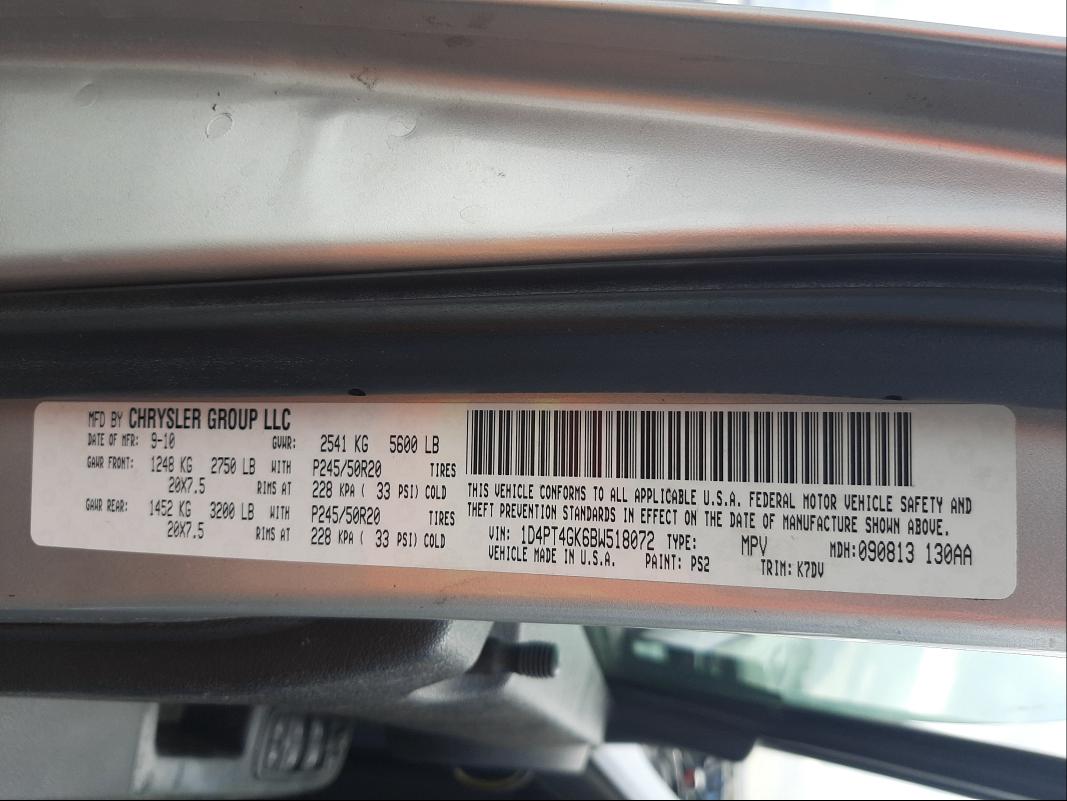 MFD BY CHRYSLER GROUP LLC
DATE OF MFR: 9-10 GVWR: 2541 KG 5600 LB
GAWR FRONT: 1248 KG 2750 LB WITH P245/50R20 TIRES
20X7.5 RIMS AT 228 KPA ( 33 PSI) COLD
GAWR REAR: 1452 KG 3200 LB WITH P245/50R20 TIRES
20X7.5 RIMS AT 228 KPA ( 33 PSI) COLD
THIS VEHICLE CONFORMS TO ALL APPLICABLE U.S.A. FEDERAL MOTOR VEHICLE SAFETY AND
THEFT PREVENTION STANDARDS IN EFFECT ON THE DATE OF MANUFACTURE SHOWN ABOVE.
VIN: 1D4PT4GK6BW518072 TYPE: MPV MDH: 090813 130AA
VEHICLE MADE IN U.S.A. PAINT: PS2 TRIM: K7DV